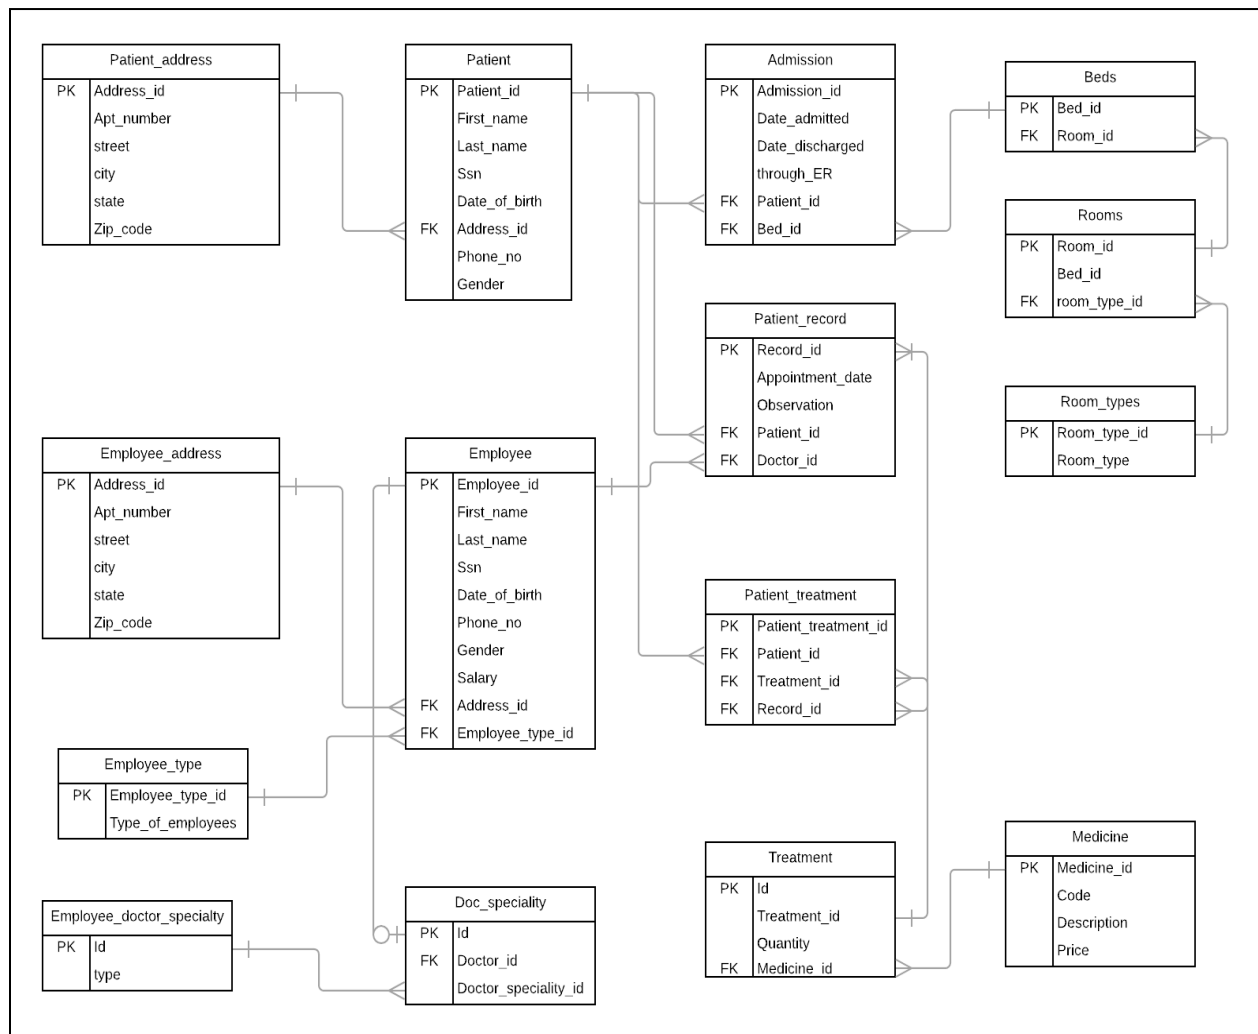 Patient_address
PK Address_id
Apt_number
street
city
state
Zip_code
Patient
PK Patient_id
First_name
Last_name
Ssn
Date_of_birth
FK Address_id
Phone_no
Gender
Admission
PK Admission_id
Date_admitted
Date_discharged
through_ER
FK Patient_id
FK Bed_id
Beds
PK Bed_id
FK Room_id
Rooms
PK Room_id
Bed_id
FK room_type_id
Patient_record
PK Record_id
Appointment_date
Observation
FK Patient_id
FK Doctor_id
Room_types
PK Room_type_id
Room_type
Employee_address
PK Address_id
Apt_number
street
city
state
Zip_code
Employee
PK Employee_id
First_name
Last_name
Ssn
Date_of_birth
Phone_no
Gender
Salary
FK Address_id
FK Employee_type_id
Patient_treatment
PK Patient_treatment_id
FK Patient_id
FK Treatment_id
FK Record_id
Employee_type
PK Employee_type_id
Type_of_employees
Employee_doctor_specialty
PK Id
type
Doc_speciality
PK Id
FK Doctor_id
Doctor_speciality_id
Treatment
PK Id
Treatment_id
Quantity
FK Medicine_id
Medicine
PK Medicine_id
Code
Description
Price